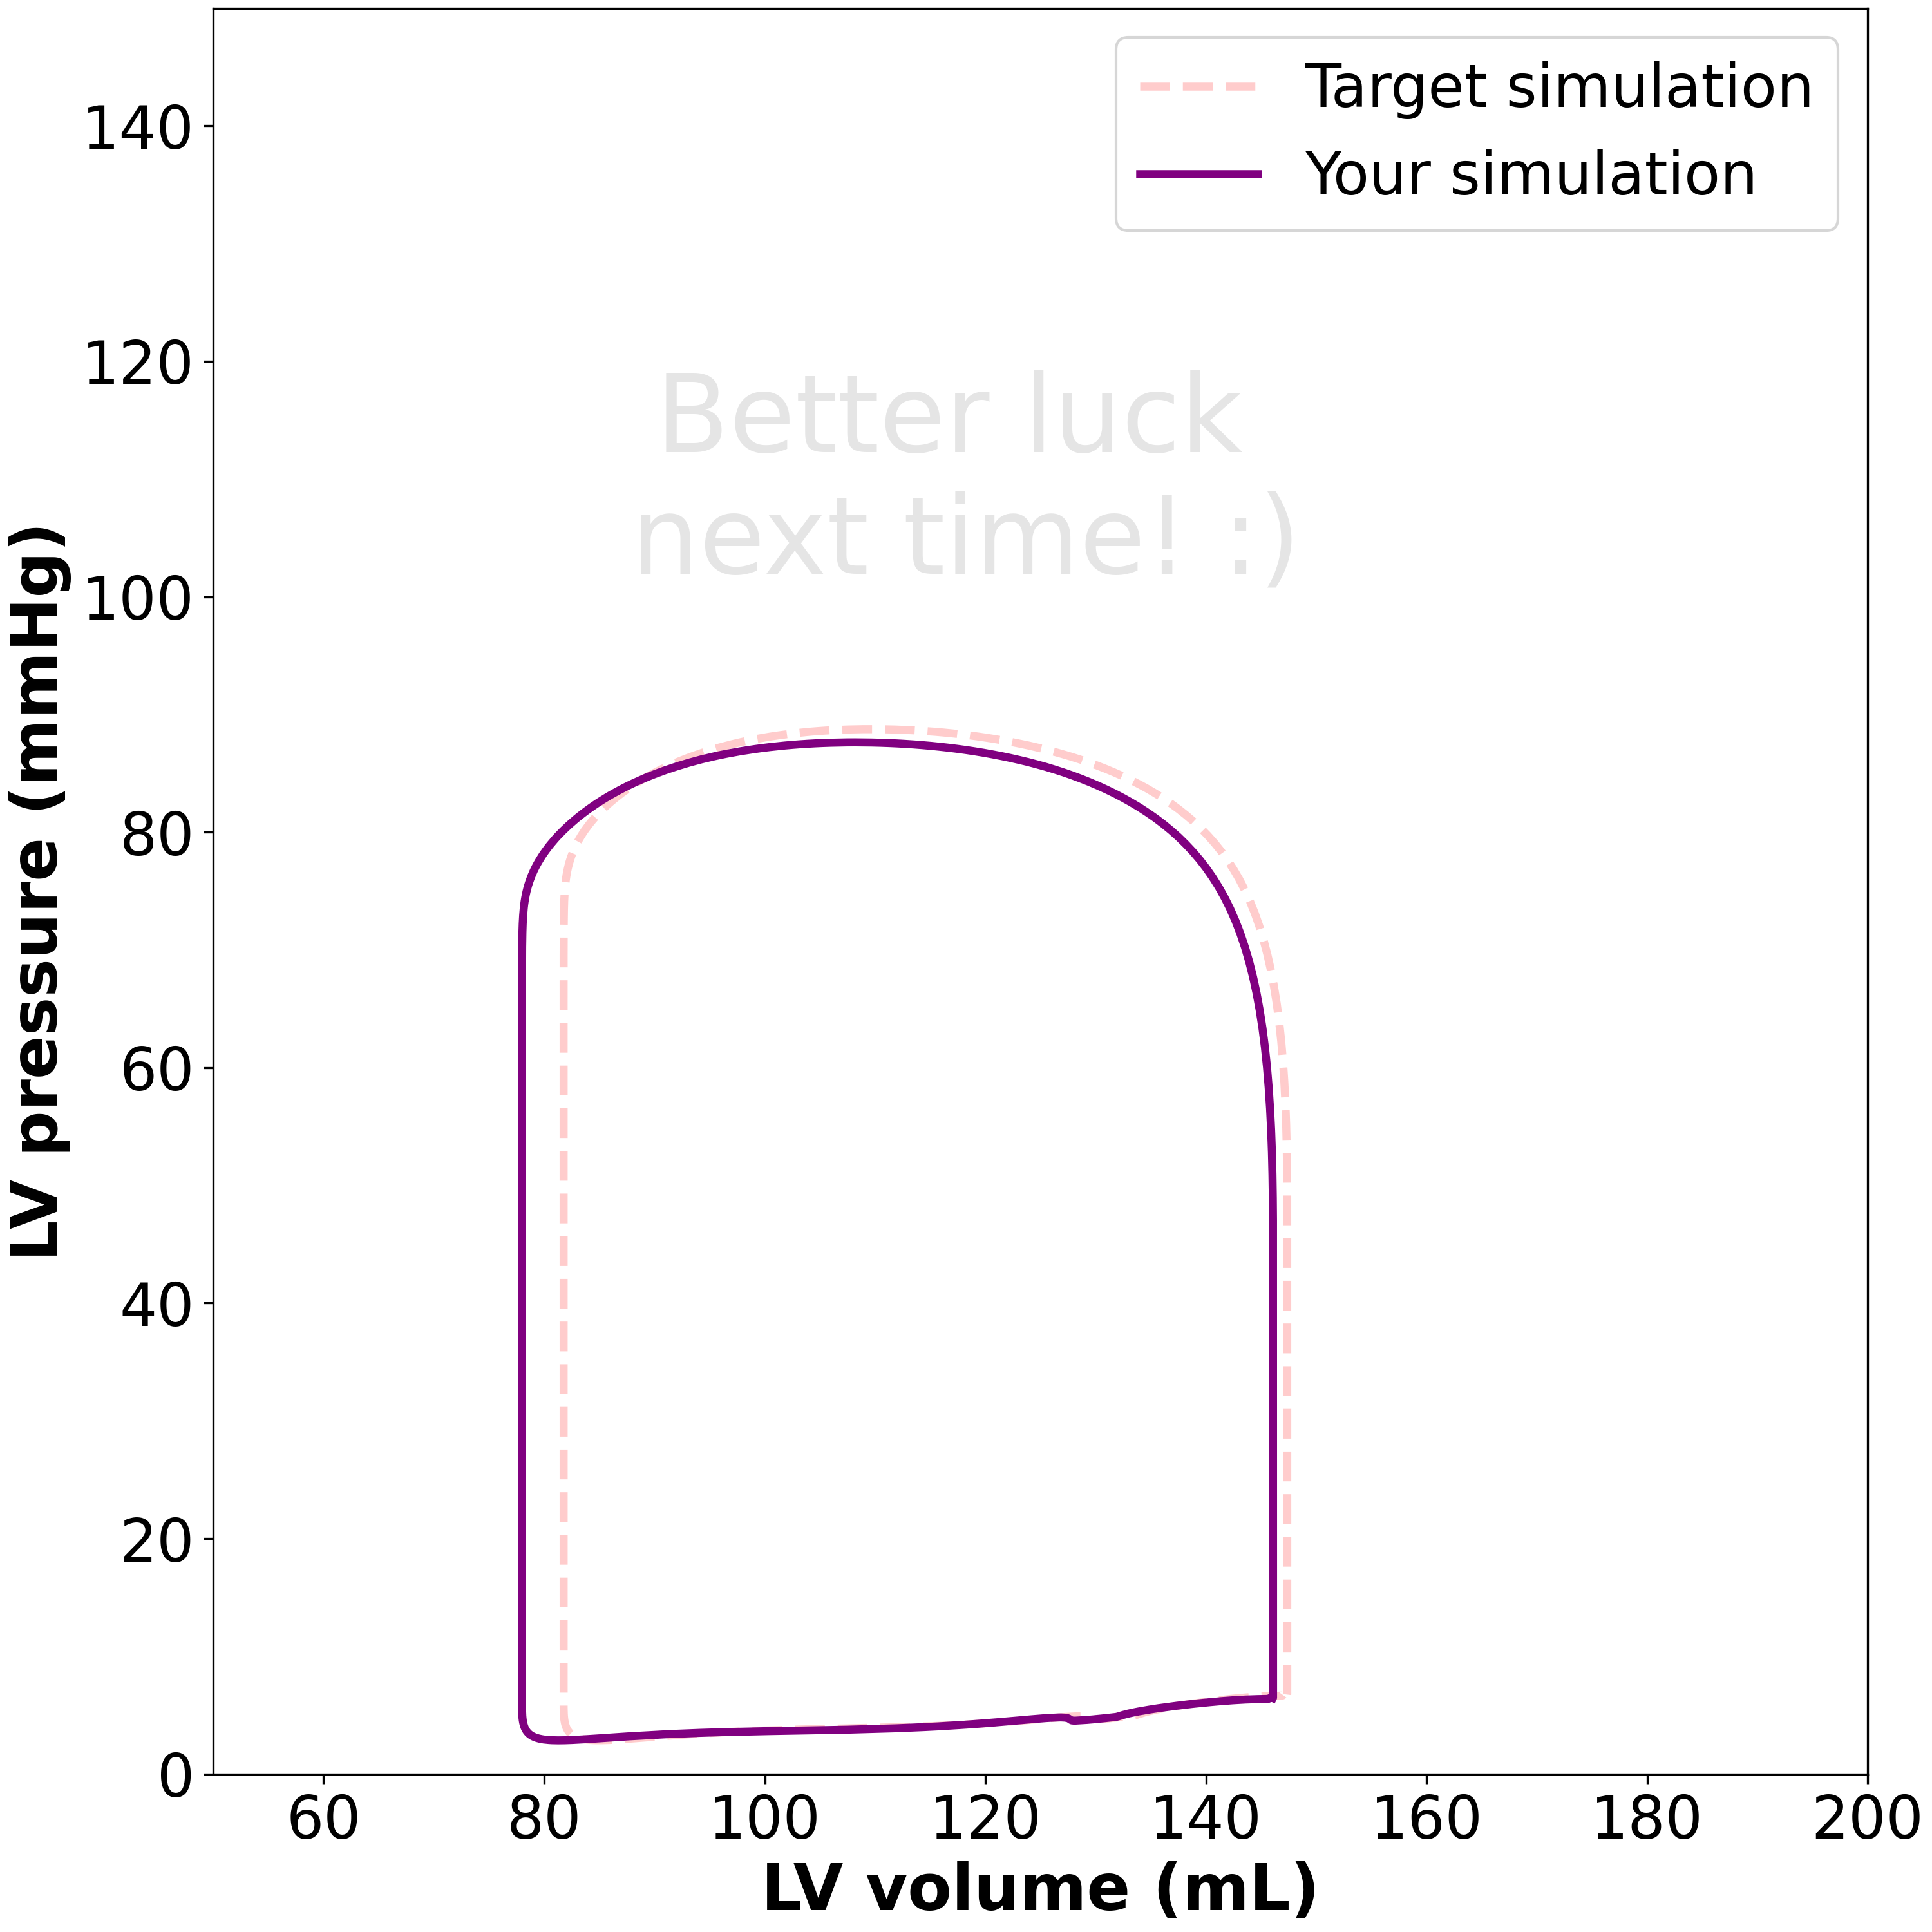 Target simulation
Your simulation
Better luck
next time! :)
LV pressure (mmHg)
140
120
100
80
60
40
20
0
60 80 100 120 140 160 180 200
LV volume (mL)